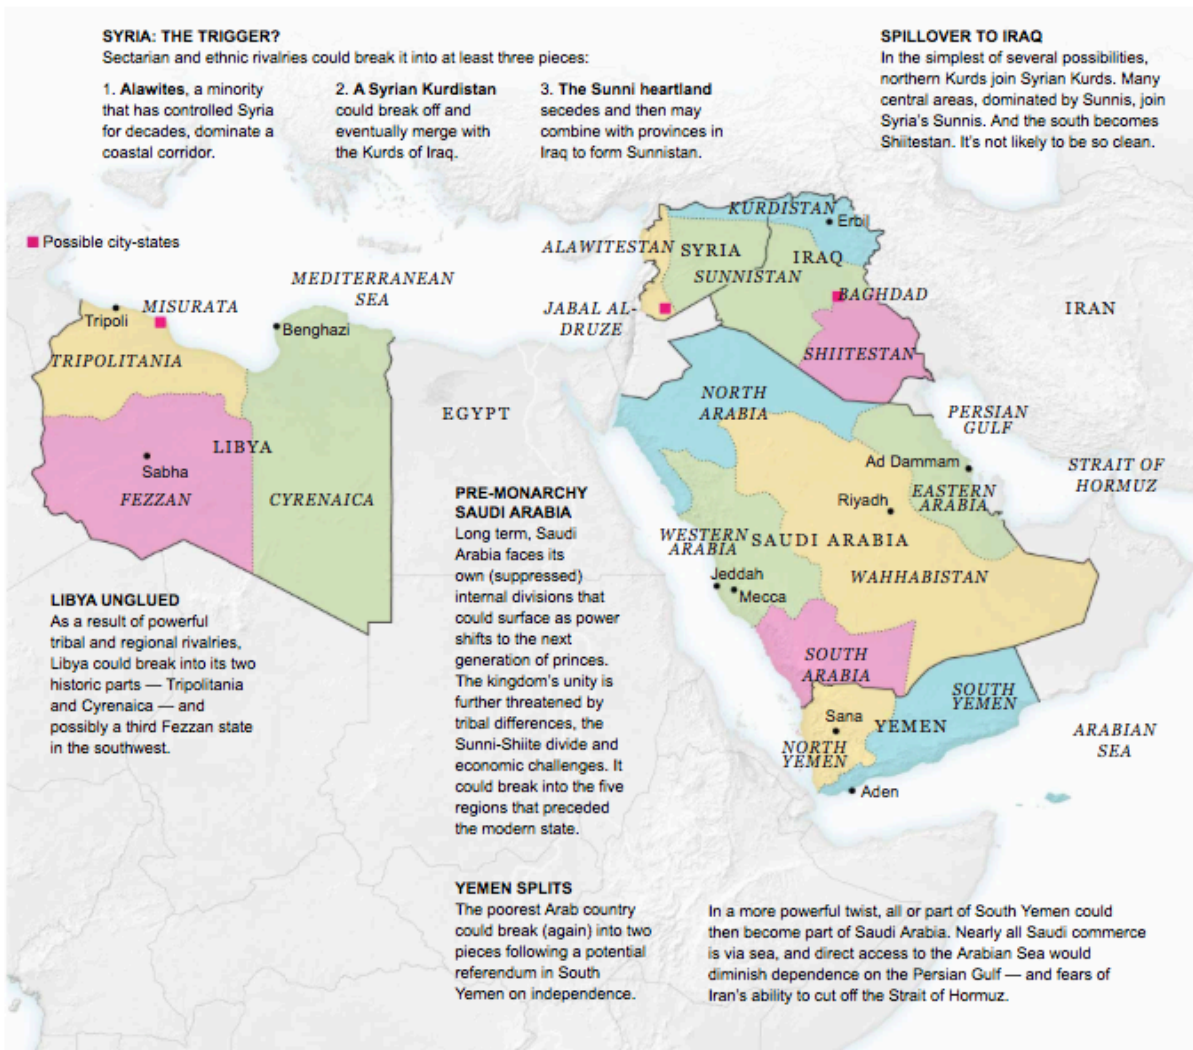 SYRIA: THE TRIGGER?
Sectarian and ethnic rivalries could break it into at least three pieces:
1. Alawites, a minority
that has controlled Syria
for decades, dominate a
coastal corridor.
2. A Syrian Kurdistan
could break off and
eventually merge with
the Kurds of Iraq.
3. The Sunni heartland
secedes and then may
combine with provinces in
Iraq to form Sunnistan.
SPILLOVER TO IRAQ
In the simplest of several possibilities,
northern Kurds join Syrian Kurds. Many
central areas, dominated by Sunnis, join
Syria's Sunnis. And the south becomes
Shiitestan. It's not likely to be so clean.
Possible city-states
KURDISTAN
Erbil
ALAWITESTAN
SYRIA
IRAQ
SUNNISTAN
MEDITERRANEAN
SEA
BAGHDAD
JABAL AL-
DRUZE
IRAN
MISURATA
Tripoli
Benghazi
TRIPOLITANIA
SHIITESTAN
NORTH
ARABIA
EGYPT
PERSIAN
GULF
LIBYA
Sabha
FEZZAN
CYRENAICA
Ad Dammam
STRAIT OF
HORMUZ
EASTERN
ARABIA
Riyadh
WESTERN
ARABIA
SAUDI ARABIA
WAHHABISTAN
Jeddah
Mecca
PRE-MONARCHY
SAUDI ARABIA
Long term, Saudi
Arabia faces its
own (suppressed)
internal divisions that
could surface as power
shifts to the next
generation of princes.
The kingdom's unity is
further threatened by
tribal differences, the
Sunni-Shiite divide and
economic challenges. It
could break into the five
regions that preceded
the modern state.
LIBYA UNGLUED
As a result of powerful
tribal and regional rivalries,
Libya could break into its two
historic parts — Tripolitania
and Cyrenaica — and
possibly a third Fezzan state
in the southwest.
SOUTH
ARABIA
SOUTH
YEMEN
Sana
YEMEN
NORTH
YEMEN
ARABIAN
SEA
Aden
YEMEN SPLITS
The poorest Arab country
could break (again) into two
pieces following a potential
referendum in South
Yemen on independence.
In a more powerful twist, all or part of South Yemen could
then become part of Saudi Arabia. Nearly all Saudi commerce
is via sea, and direct access to the Arabian Sea would
diminish dependence on the Persian Gulf — and fears of
Iran's ability to cut off the Strait of Hormuz.